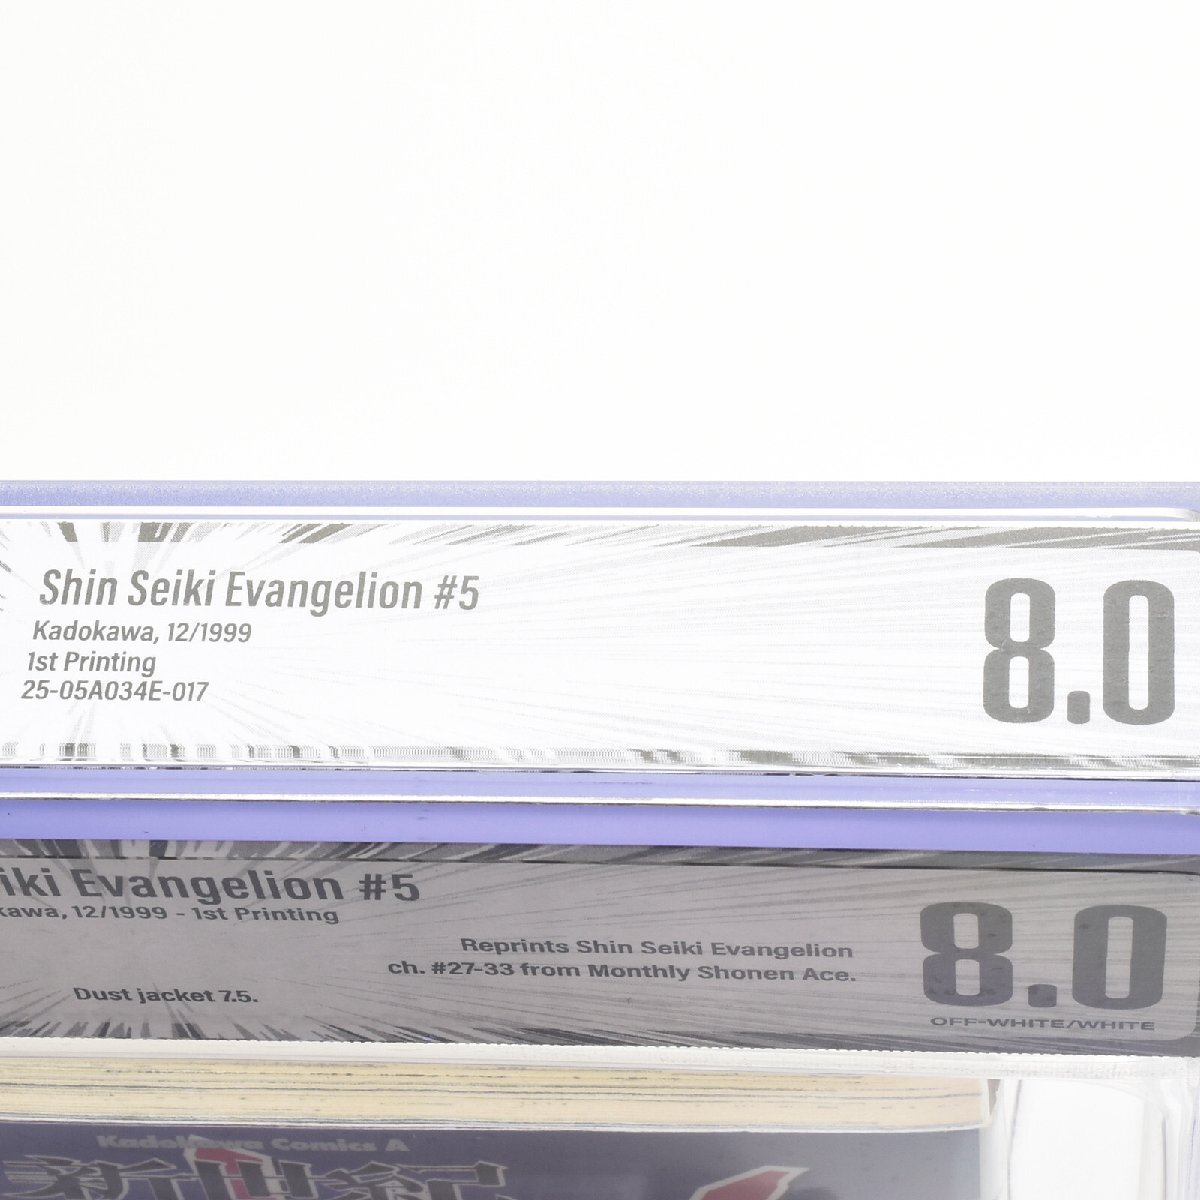 Shin Seiki Evangelion #5
Kadokawa, 12/1999
1st Printing
25-05A034E-017
8.0
Evangelion #5
12/1999 - 1st Printing
Reprints Shin Seiki Evangelion
ch. #27-33 from Monthly Shonen Ace.
Dust jacket 7.5.
8.0
OFF-WHITE/WHITE
Kadokawa Comics A
新世紀